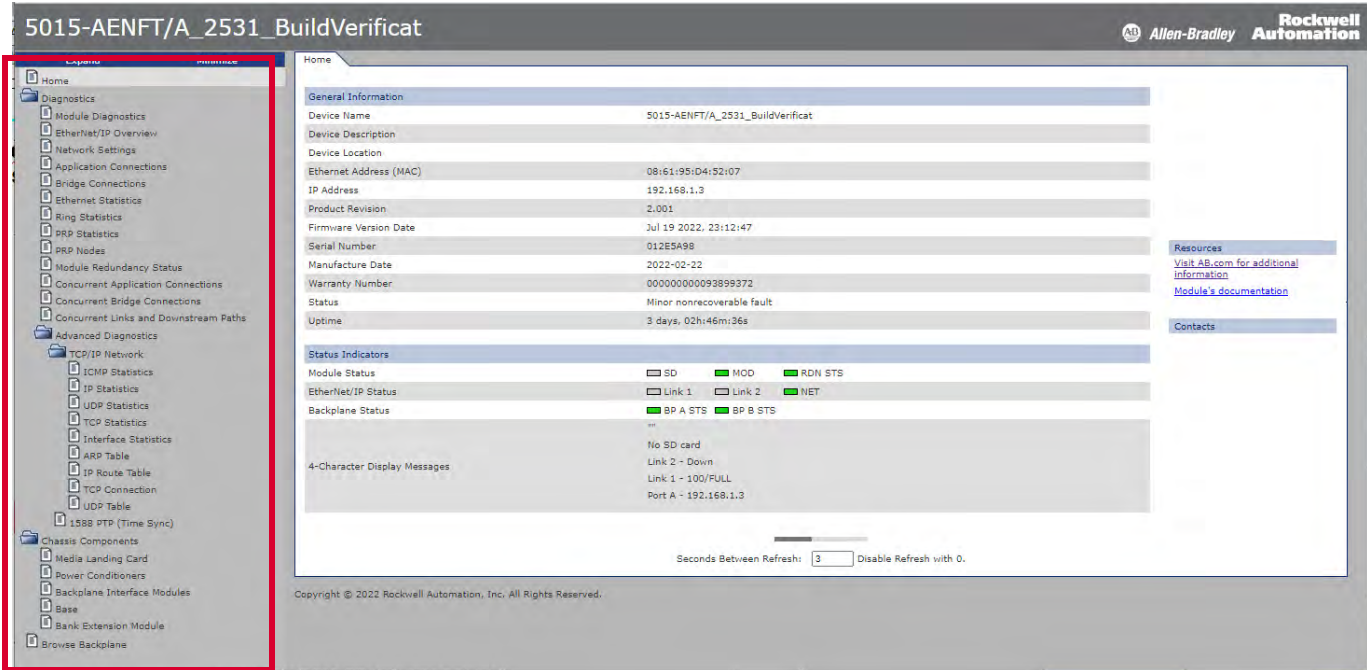 5015-AENFT/A_2531_BuildVerificat
Allen-Bradley
Rockwell
Automation
Expand Minimize
Home
Diagnostics
Module Diagnostics
EtherNet/IP Overview
Network Settings
Application Connections
Bridge Connections
Ethernet Statistics
Ring Statistics
PRP Statistics
PRP Nodes
Module Redundancy Status
Concurrent Application Connections
Concurrent Bridge Connections
Concurrent Links and Downstream Paths
Advanced Diagnostics
TCP/IP Network
ICMP Statistics
IP Statistics
UDP Statistics
TCP Statistics
Interface Statistics
ARP Table
IP Route Table
TCP Connection
UDP Table
1588 PTP (Time Sync)
Chassis Components
Media Landing Card
Power Conditioners
Backplane Interface Modules
Base
Bank Extension Module
Browse Backplane
Home
General Information
Device Name 5015-AENFT/A_2531_BuildVerificat
Device Description
Device Location
Ethernet Address (MAC) 08:61:95:D4:52:07
IP Address 192.168.1.3
Product Revision 2.001
Firmware Version Date Jul 19 2022, 23:12:47
Serial Number 012E5A98
Manufacture Date 2022-02-22
Warranty Number 000000000093899372
Status Minor nonrecoverable fault
Uptime 3 days, 02h:46m:36s
Status Indicators
Module Status SD MOD RDN STS
EtherNet/IP Status Link 1 Link 2 NET
Backplane Status BP A STS BP B STS
4-Character Display Messages
""
No SD card
Link 2 - Down
Link 1 - 100/FULL
Port A - 192.168.1.3
Seconds Between Refresh: 3 Disable Refresh with 0.
Resources
Visit AB.com for additional
information
Module's documentation
Contacts
Copyright © 2022 Rockwell Automation, Inc. All Rights Reserved.